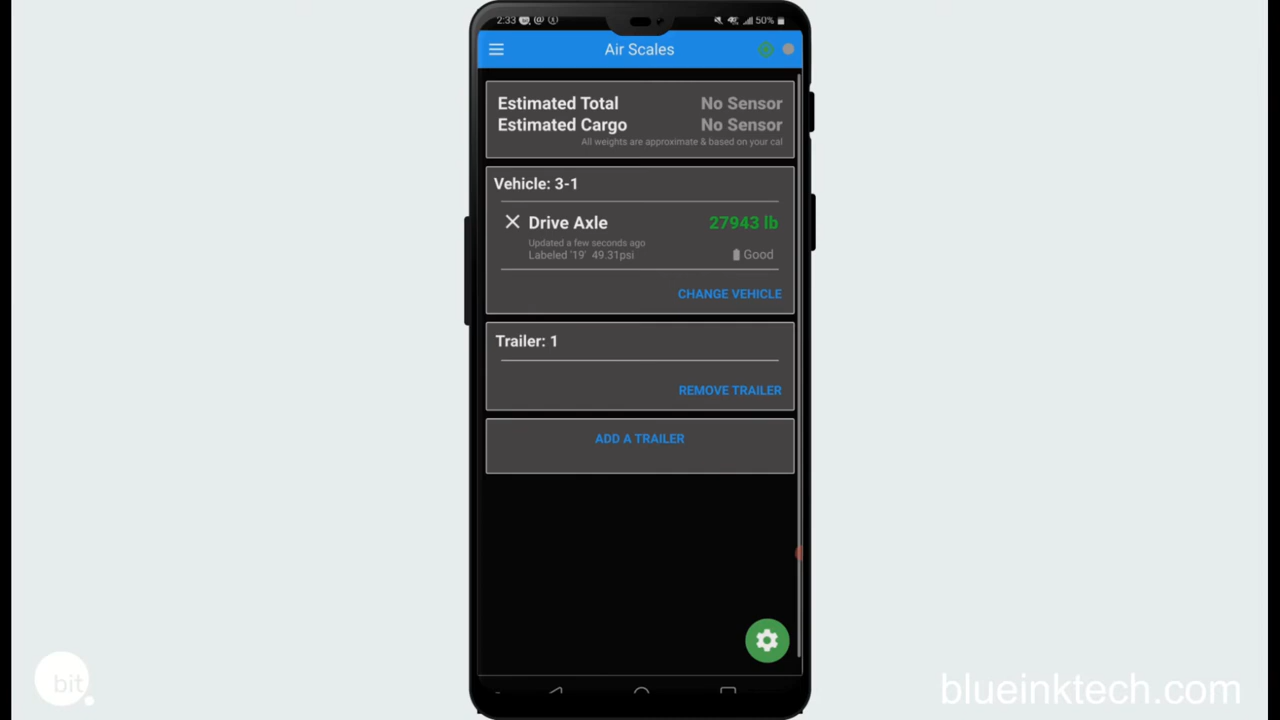 2:33
50%
Air Scales
Estimated Total No Sensor
Estimated Cargo No Sensor
All weights are approximate & based on your cal
Vehicle: 3-1
Drive Axle 27943 lb
Updated a few seconds ago
Labeled '19' 49.31psi Good
CHANGE VEHICLE
Trailer: 1
REMOVE TRAILER
ADD A TRAILER
bit.
blueinktech.com